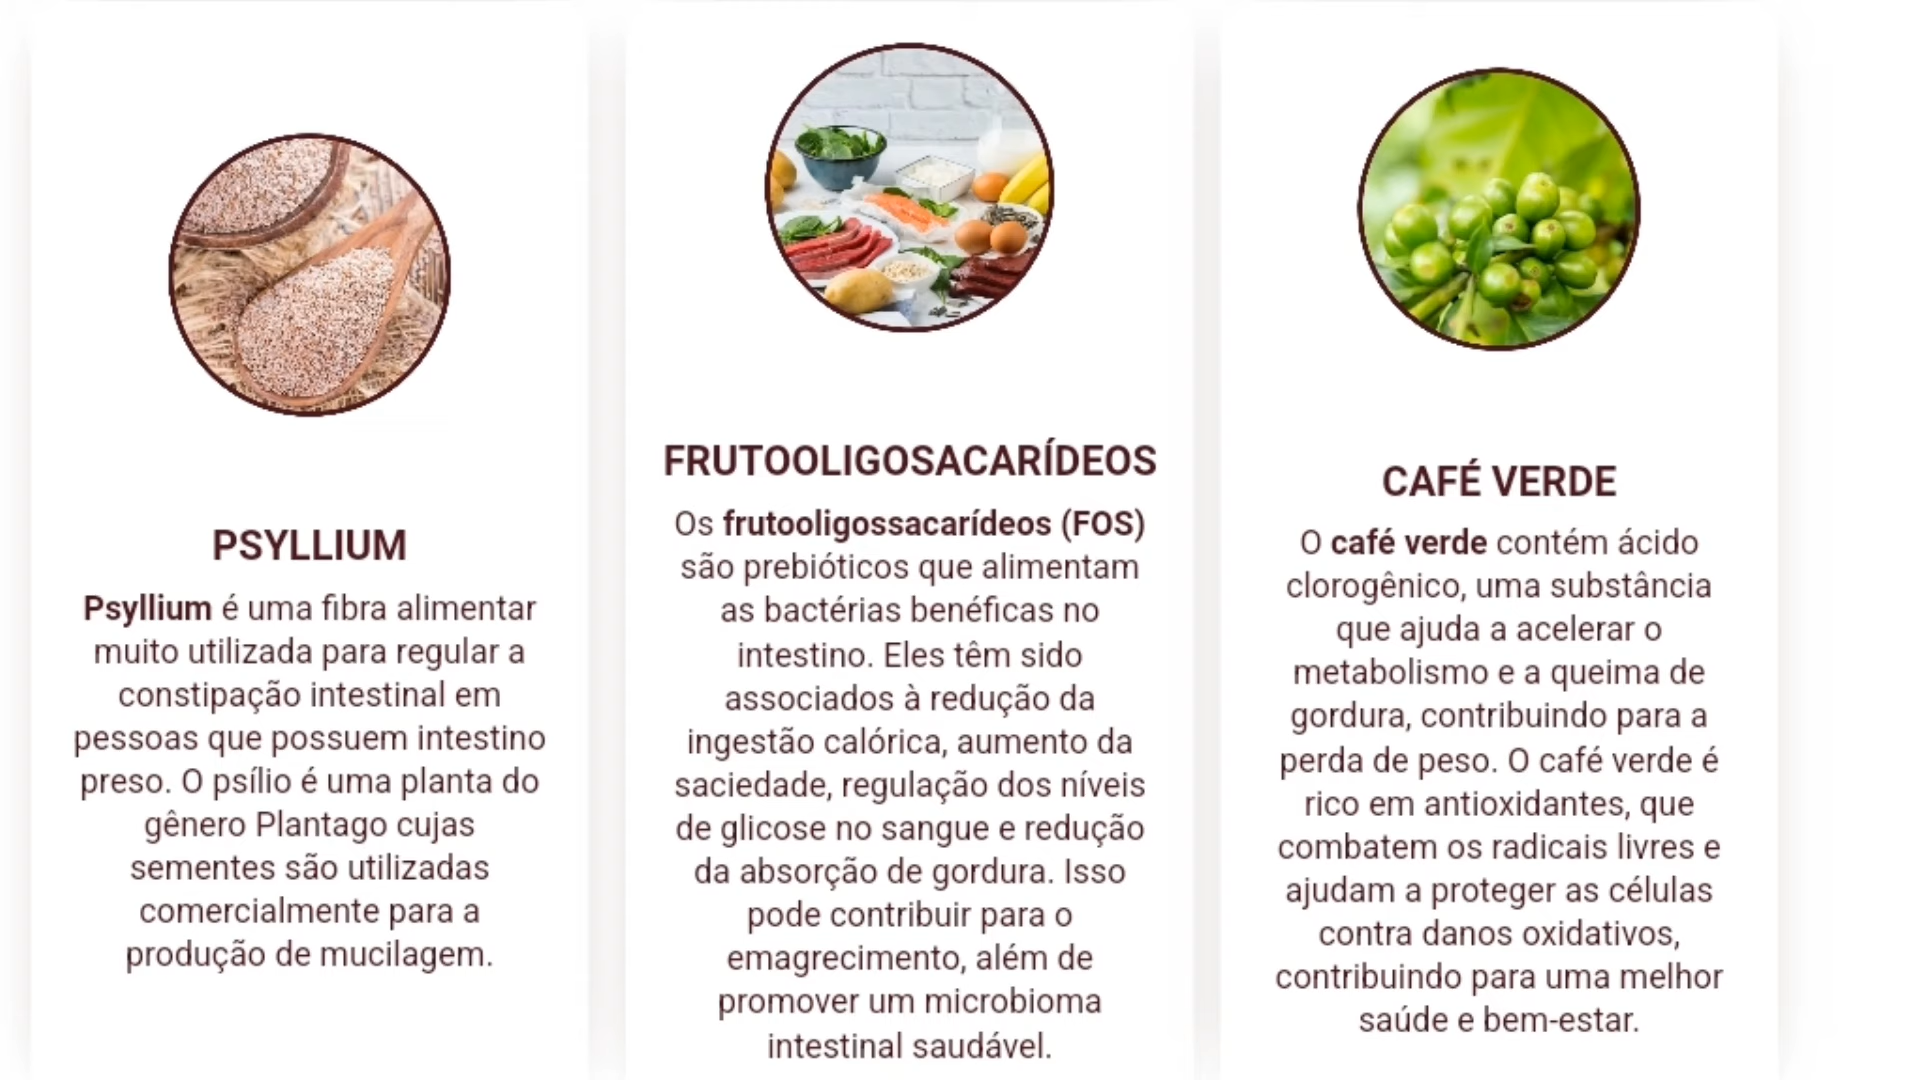 PSYLLIUM
Psyllium é uma fibra alimentar
muito utilizada para regular a
constipação intestinal em
pessoas que possuem intestino
preso. O psílio é uma planta do
gênero Plantago cujas
sementes são utilizadas
comercialmente para a
produção de mucilagem.
FRUTOOLIGOSACARÍDEOS
Os frutooligossacarídeos (FOS)
são prebióticos que alimentam
as bactérias benéficas no
intestino. Eles têm sido
associados à redução da
ingestão calórica, aumento da
saciedade, regulação dos níveis
de glicose no sangue e redução
da absorção de gordura. Isso
pode contribuir para o
emagrecimento, além de
promover um microbioma
intestinal saudável.
CAFÉ VERDE
O café verde contém ácido
clorogênico, uma substância
que ajuda a acelerar o
metabolismo e a queima de
gordura, contribuindo para a
perda de peso. O café verde é
rico em antioxidantes, que
combatem os radicais livres e
ajudam a proteger as células
contra danos oxidativos,
contribuindo para uma melhor
saúde e bem-estar.